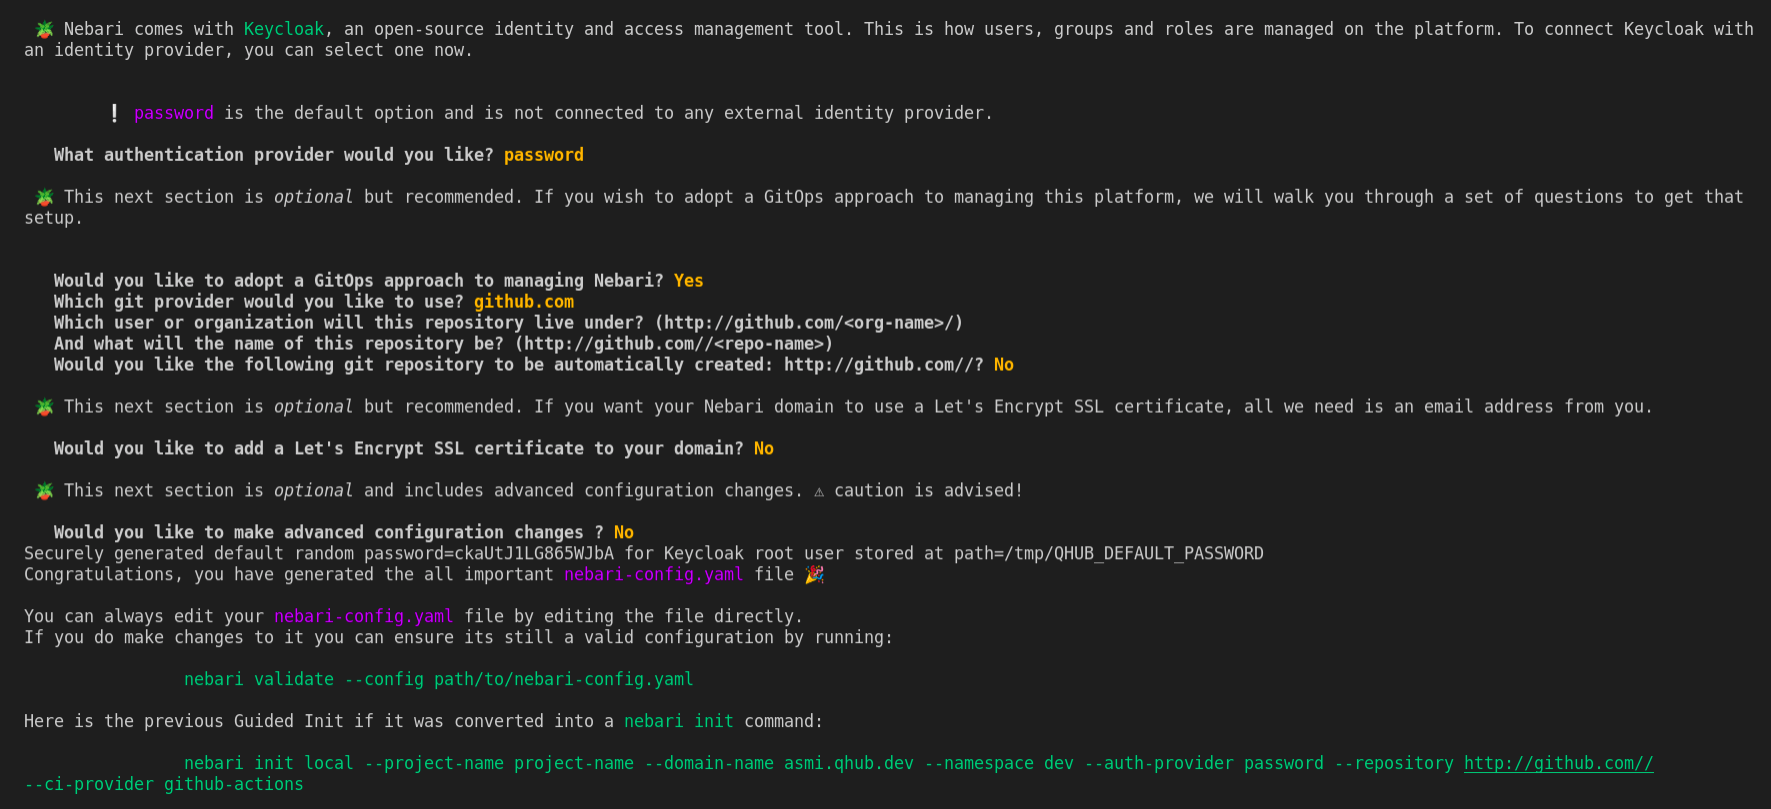 🪴 Nebari comes with Keycloak, an open-source identity and access management tool. This is how users, groups and roles are managed on the platform. To connect Keycloak with
an identity provider, you can select one now.
❕ password is the default option and is not connected to any external identity provider.
What authentication provider would you like? password
🪴 This next section is optional but recommended. If you wish to adopt a GitOps approach to managing this platform, we will walk you through a set of questions to get that
setup.
Would you like to adopt a GitOps approach to managing Nebari? Yes
Which git provider would you like to use? github.com
Which user or organization will this repository live under? (http://github.com/<org-name>/)
And what will the name of this repository be? (http://github.com//<repo-name>)
Would you like the following git repository to be automatically created: http://github.com//? No
🪴 This next section is optional but recommended. If you want your Nebari domain to use a Let's Encrypt SSL certificate, all we need is an email address from you.
Would you like to add a Let's Encrypt SSL certificate to your domain? No
🪴 This next section is optional and includes advanced configuration changes. ⚠ caution is advised!
Would you like to make advanced configuration changes ? No
Securely generated default random password=ckaUtJ1LG865WJbA for Keycloak root user stored at path=/tmp/QHUB_DEFAULT_PASSWORD
Congratulations, you have generated the all important nebari-config.yaml file 🎉
You can always edit your nebari-config.yaml file by editing the file directly.
If you do make changes to it you can ensure its still a valid configuration by running:
nebari validate --config path/to/nebari-config.yaml
Here is the previous Guided Init if it was converted into a nebari init command:
nebari init local --project-name project-name --domain-name asmi.qhub.dev --namespace dev --auth-provider password --repository http://github.com//
--ci-provider github-actions